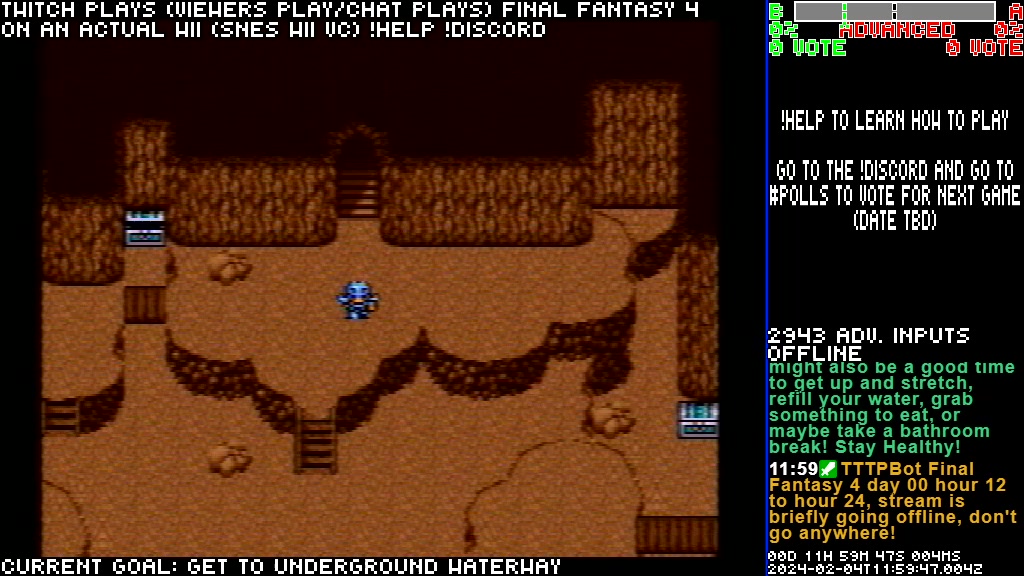 TWITCH PLAYS (VIEWERS PLAY/CHAT PLAYS) FINAL FANTASY 4
ON AN ACTUAL WII (SNES WII VC) !HELP !DISCORD
B A
0% ADVANCED 0%
0 VOTE 0 VOTE
!HELP TO LEARN HOW TO PLAY
GO TO THE !DISCORD AND GO TO
#POLLS TO VOTE FOR NEXT GAME
(DATE TBD)
2943 ADV. INPUTS
OFFLINE
might also be a good time
to get up and stretch,
refill your water, grab
something to eat, or
maybe take a bathroom
break! Stay Healthy!
11:59 TTTPBot Final
Fantasy 4 day 00 hour 12
to hour 24, stream is
briefly going offline, don't
go anywhere!
00D 11H 59M 47S 004MS
2024-02-04T11:59:47.004Z
CURRENT GOAL: GET TO UNDERGROUND WATERWAY